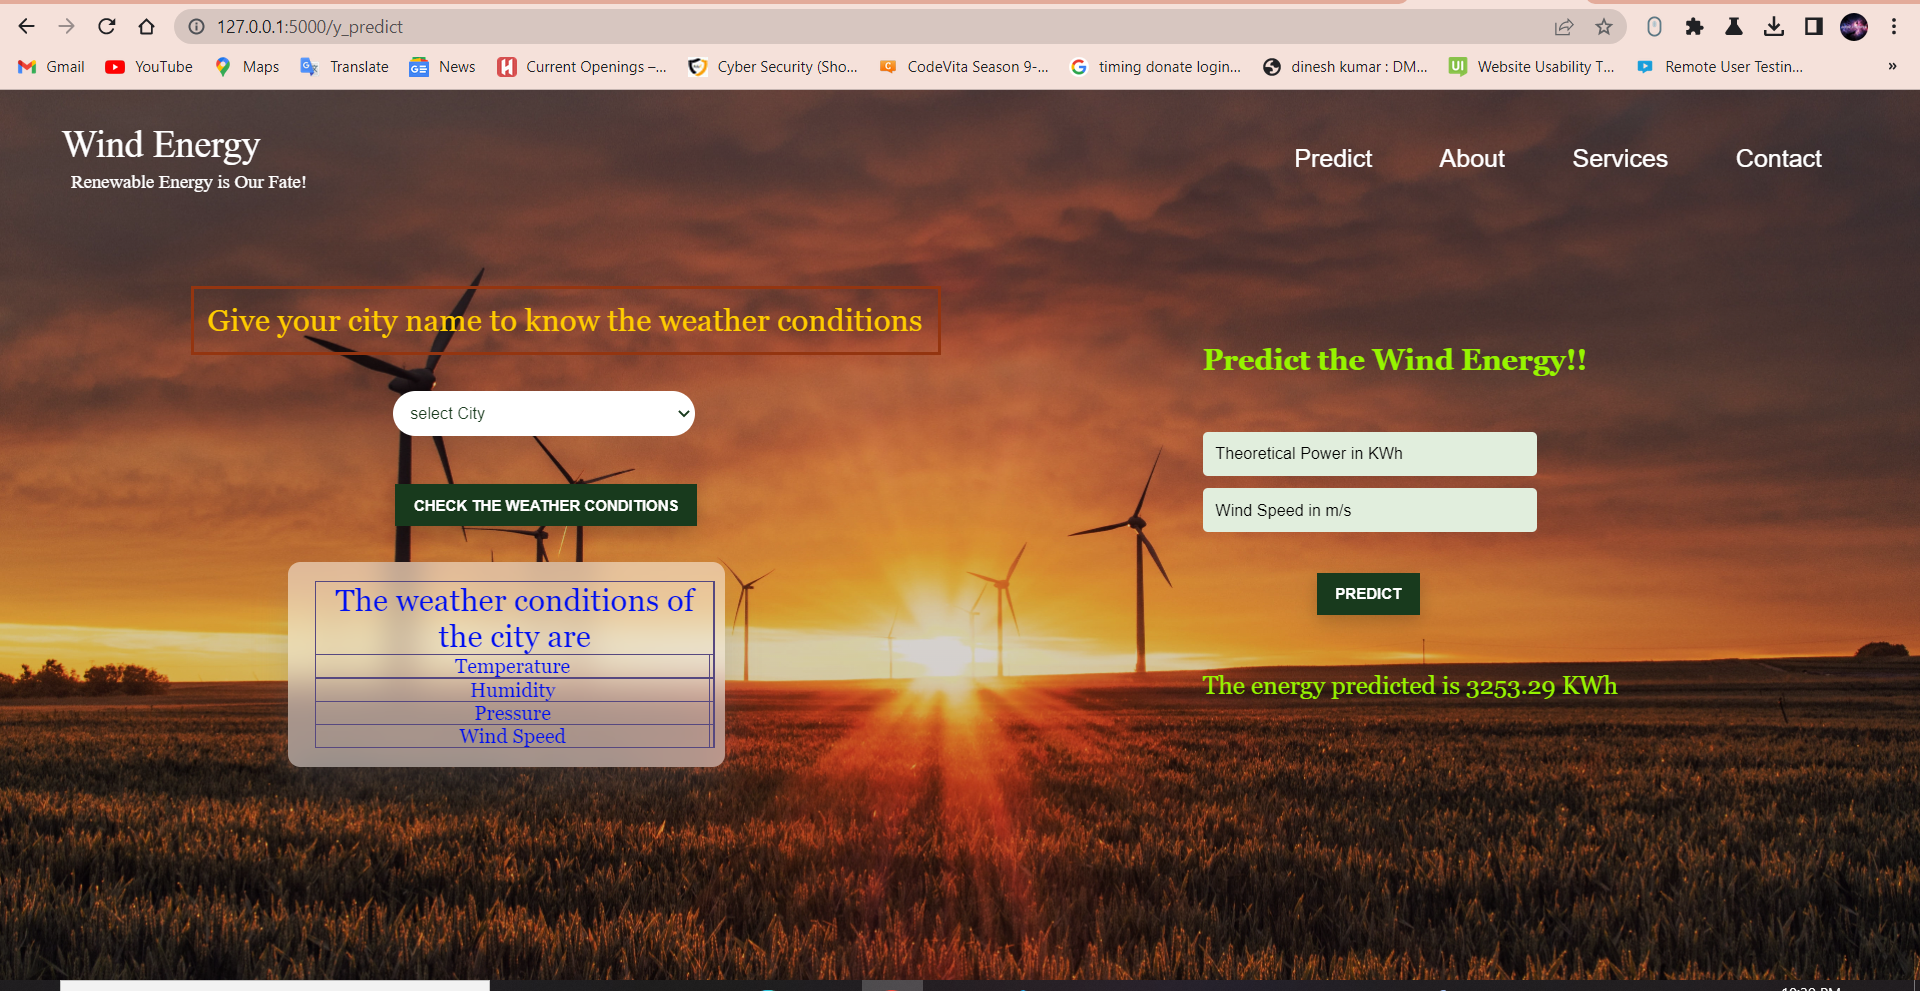 127.0.0.1:5000/y_predict
Gmail
YouTube
Maps
Translate
News
Current Openings –...
Cyber Security (Sho...
CodeVita Season 9-...
timing donate login...
dinesh kumar : DM...
Website Usability T...
Remote User Testin...
»
Wind Energy
Renewable Energy is Our Fate!
Predict
About
Services
Contact
Give your city name to know the weather conditions
select City
CHECK THE WEATHER CONDITIONS
The weather conditions of
the city are
Temperature
Humidity
Pressure
Wind Speed
Predict the Wind Energy!!
Theoretical Power in KWh
Wind Speed in m/s
PREDICT
The energy predicted is 3253.29 KWh